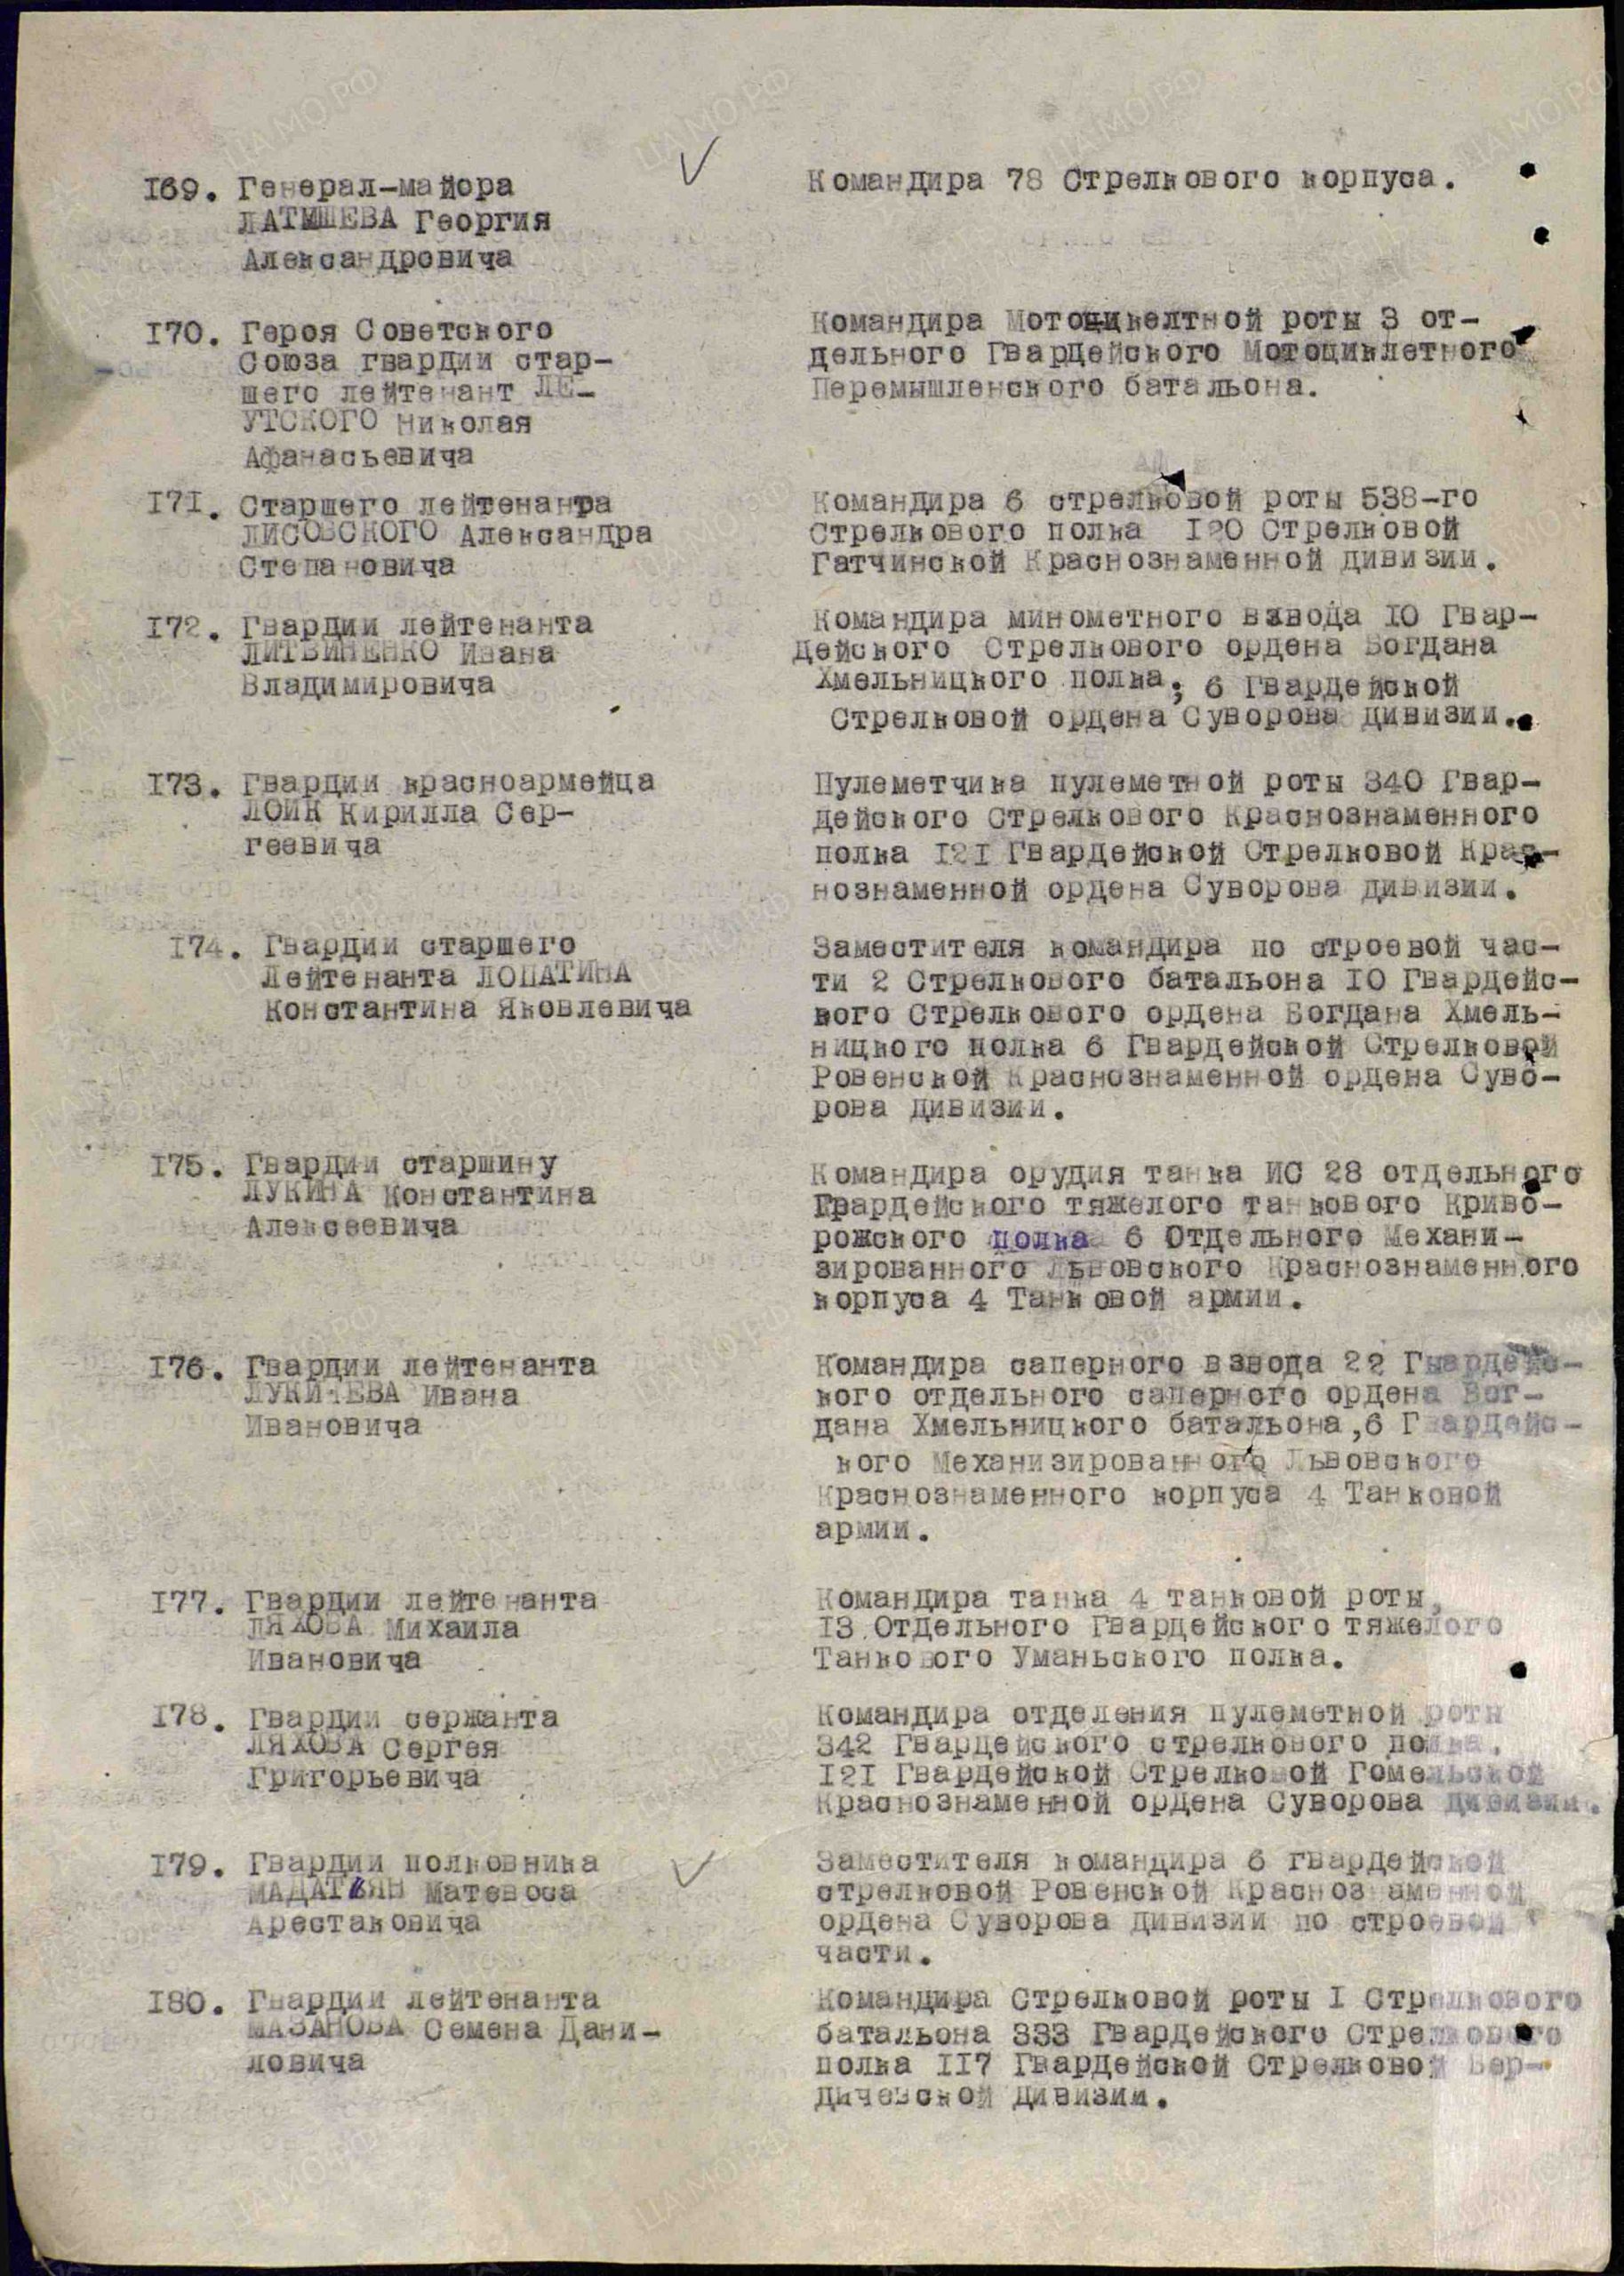 169. Генерал-майора
ЛАТЫШЕВА Георгия
Александровича
Командира 78 Стрелкового корпуса.
170. Героя Советского
Союза гвардии стар-
шего лейтенант ЛЕ-
УТСКОГО Николая
Афанасьевича
Командира Мотоцикелтной роты 3 от-
дельного Гвардейского Мотоциклетного
Перемышленского батальона.
171. Старшего лейтенанта
ЛИСОВСКОГО Александра
Степановича
Командира 6 стрелковой роты 538-го
Стрелкового полка 120 Стрелковой
Гатчинской Краснознаменной дивизии.
172. Гвардии лейтенанта
ЛИТВИНЕНКО Ивана
Владимировича
Командира минометного взвода 10 Гвар-
дейского Стрелкового ордена Богдана
Хмельницкого полка, 6 Гвардейской
Стрелковой ордена Суворова дивизии.
173. Гвардии красноармейца
ЛОИК Кирилла Сер-
геевича
Пулеметчика пулеметной роты 340 Гвар-
дейского Стрелкового Краснознаменного
полка 121 Гвардейской Стрелковой Крас-
нознаменной ордена Суворова дивизии.
174. Гвардии старшего
Лейтенанта ЛОПАТИНА
Константина Яковлевича
Заместителя командира по строевой час-
ти 2 Стрелкового батальона 10 Гвардейс-
кого Стрелкового ордена Богдана Хмель-
ницкого полка 6 Гвардейской Стрелковой
Ровенской Краснознаменной ордена Суво-
рова дивизии.
175. Гвардии старшину
ЛУКИНА Константина
Алексеевича
Командира орудия танка ИС 28 отдельного
Гвардейского тяжелого танкового Криво-
рожского полка 6 Отдельного Механи-
зированного Львовского Краснознаменного
корпуса 4 Танковой армии.
176. Гвардии лейтенанта
ЛУКИЧЕВА Ивана
Ивановича
Командира саперного взвода 22 Гвардейс-
кого отдельного саперного ордена Бог-
дана Хмельницкого батальона,6 Гвардейс-
кого Механизированного Львовского
Краснознаменного корпуса 4 Танковой
армии.
177. Гвардии лейтенанта
ЛЯХОВА Михаила
Ивановича
Командира танка 4 танковой роты,
13 Отдельного Гвардейского тяжелого
Танкового Уманьского полка.
178. Гвардии сержанта
ЛЯХОВА Сергея
Григорьевича
Командира отделения пулеметной роты
342 Гвардейского стрелкового полка,
121 Гвардейской Стрелковой Гомельской
Краснознаменной ордена Суворова дивизии.
179. Гвардии полковника
МАДАТЬЯН Матевоса
Арестаковича
Заместителя командира 6 гвардейской
стрелковой Ровенской Краснознаменной
ордена Суворова дивизии по строевой
части.
180. Гвардии лейтенанта
МАЗАНОВА Семена Дани-
ловича
Командира Стрелковой роты 1 Стрелкового
батальона 333 Гвардейского Стрелкового
полка 117 Гвардейской Стрелковой Бер-
дичевской дивизии.